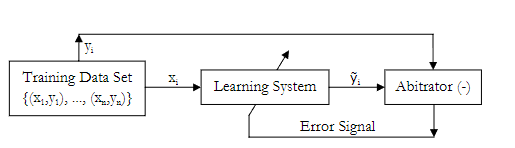 yᵢ
Training Data Set
{(x₁,y₁), ..., (xₙ,yₙ)}
xᵢ
Learning System
ỹᵢ
Abitrator (-)
Error Signal